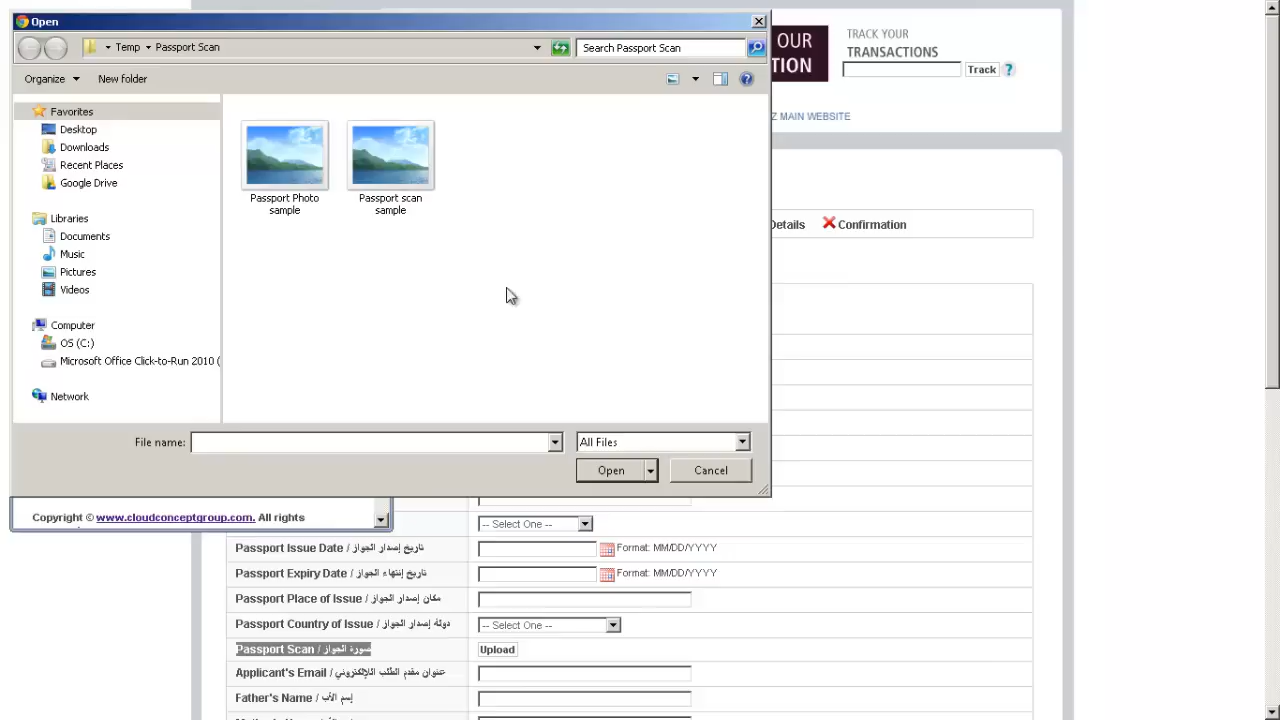 Open
Temp
Passport Scan
Search Passport Scan
Organize
New folder
Favorites
Desktop
Downloads
Recent Places
Google Drive
Libraries
Documents
Music
Pictures
Videos
Computer
OS (C:)
Microsoft Office Click-to-Run 2010 (
Network
Passport Photo
sample
Passport scan
sample
File name:
All Files
Open
Cancel
OUR
TION
TRACK YOUR
TRANSACTIONS
Track
?
Z MAIN WEBSITE
Details
Confirmation
Copyright © www.cloudconceptgroup.com. All rights
-- Select One --
Passport Issue Date / تاريخ إصدار الجواز
Format: MM/DD/YYYY
Passport Expiry Date / تاريخ إنتهاء الجواز
Format: MM/DD/YYYY
Passport Place of Issue / مكان إصدار الجواز
Passport Country of Issue / دولة إصدار الجواز
-- Select One --
Passport Scan / صورة الجواز
Upload
Applicant's Email / عنوان مقدم الطلب الالإلكتروني
Father's Name / إسم الأب